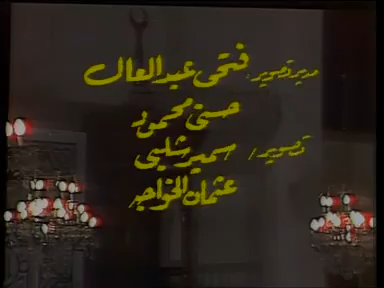 مدير تصوير: فتحى عبد العال
حسنى محمود
تصوير/ سمير شلبى
عثمان الخواجه